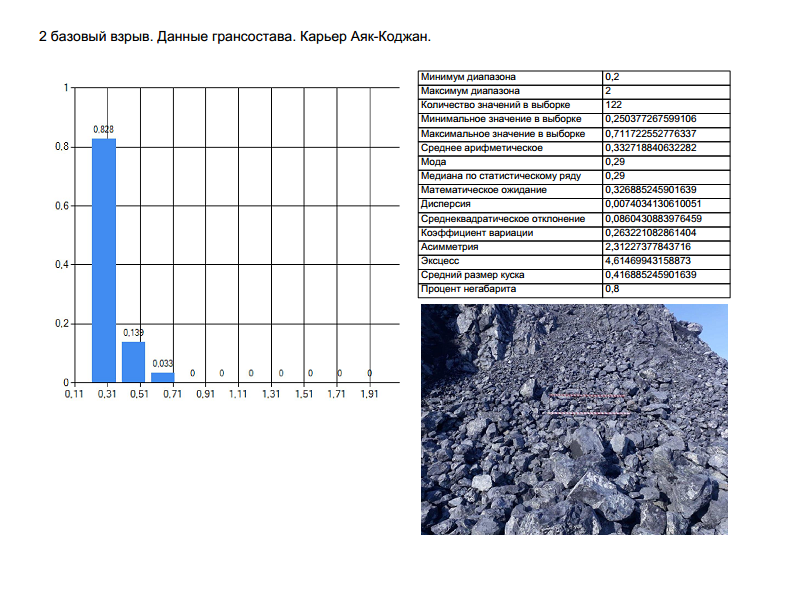 2 базовый взрыв. Данные грансостава. Карьер Аяк-Коджан.
1
0,8
0,6
0,4
0,2
0
0,828
0,139
0,033
0 0 0 0 0 0 0
0,11 0,31 0,51 0,71 0,91 1,11 1,31 1,51 1,71 1,91
Минимум диапазона 0,2
Максимум диапазона 2
Количество значений в выборке 122
Минимальное значение в выборке 0,250377267599106
Максимальное значение в выборке 0,711722552776337
Среднее арифметическое 0,332718840632282
Мода 0,29
Медиана по статистическому ряду 0,29
Математическое ожидание 0,326885245901639
Дисперсия 0,0074034130610051
Среднеквадратическое отклонение 0,0860430883976459
Коэффициент вариации 0,263221082861404
Асимметрия 2,31227377843716
Эксцесс 4,61469943158873
Средний размер куска 0,416885245901639
Процент негабарита 0,8